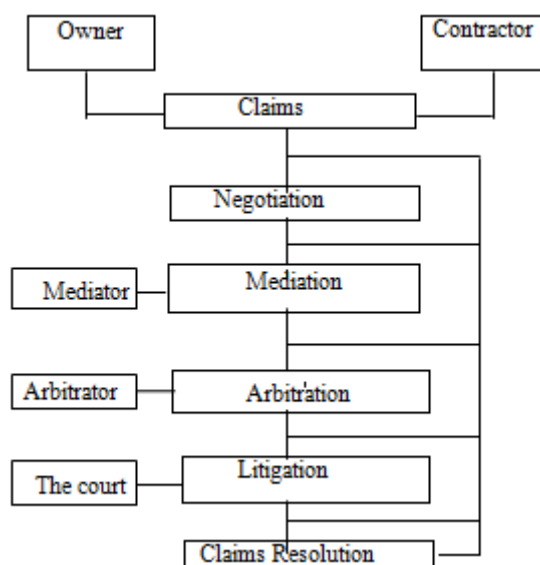 Owner
Contractor
Claims
Negotiation
Mediator
Mediation
Arbitrator
Arbitration
The court
Litigation
Claims Resolution